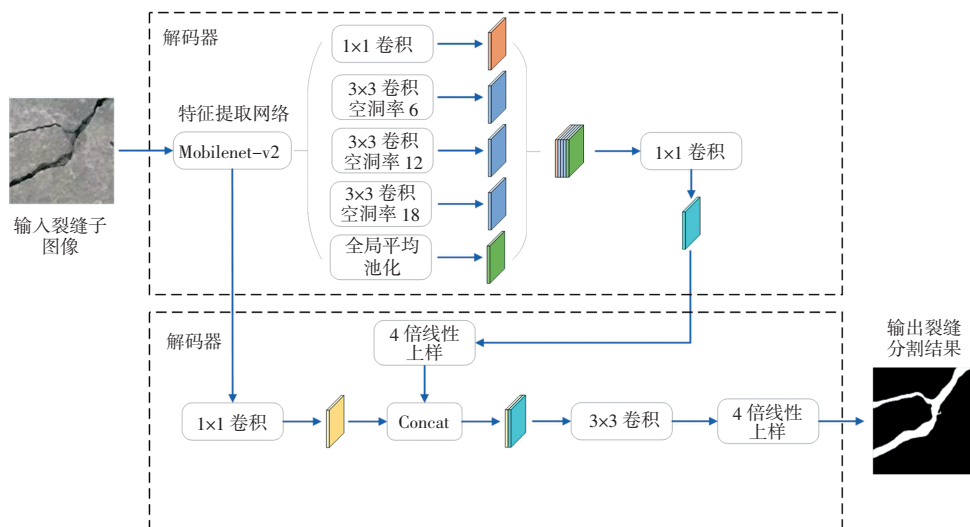 解码器
1×1 卷积
3×3 卷积
空洞率 6
特征提取网络
Mobilenet-v2
3×3 卷积
空洞率 12
1×1 卷积
3×3 卷积
空洞率 18
输入裂缝子
图像
全局平均
池化
解码器
4 倍线性
上样
输出裂缝
分割结果
1×1 卷积
Concat
3×3 卷积
4 倍线性
上样